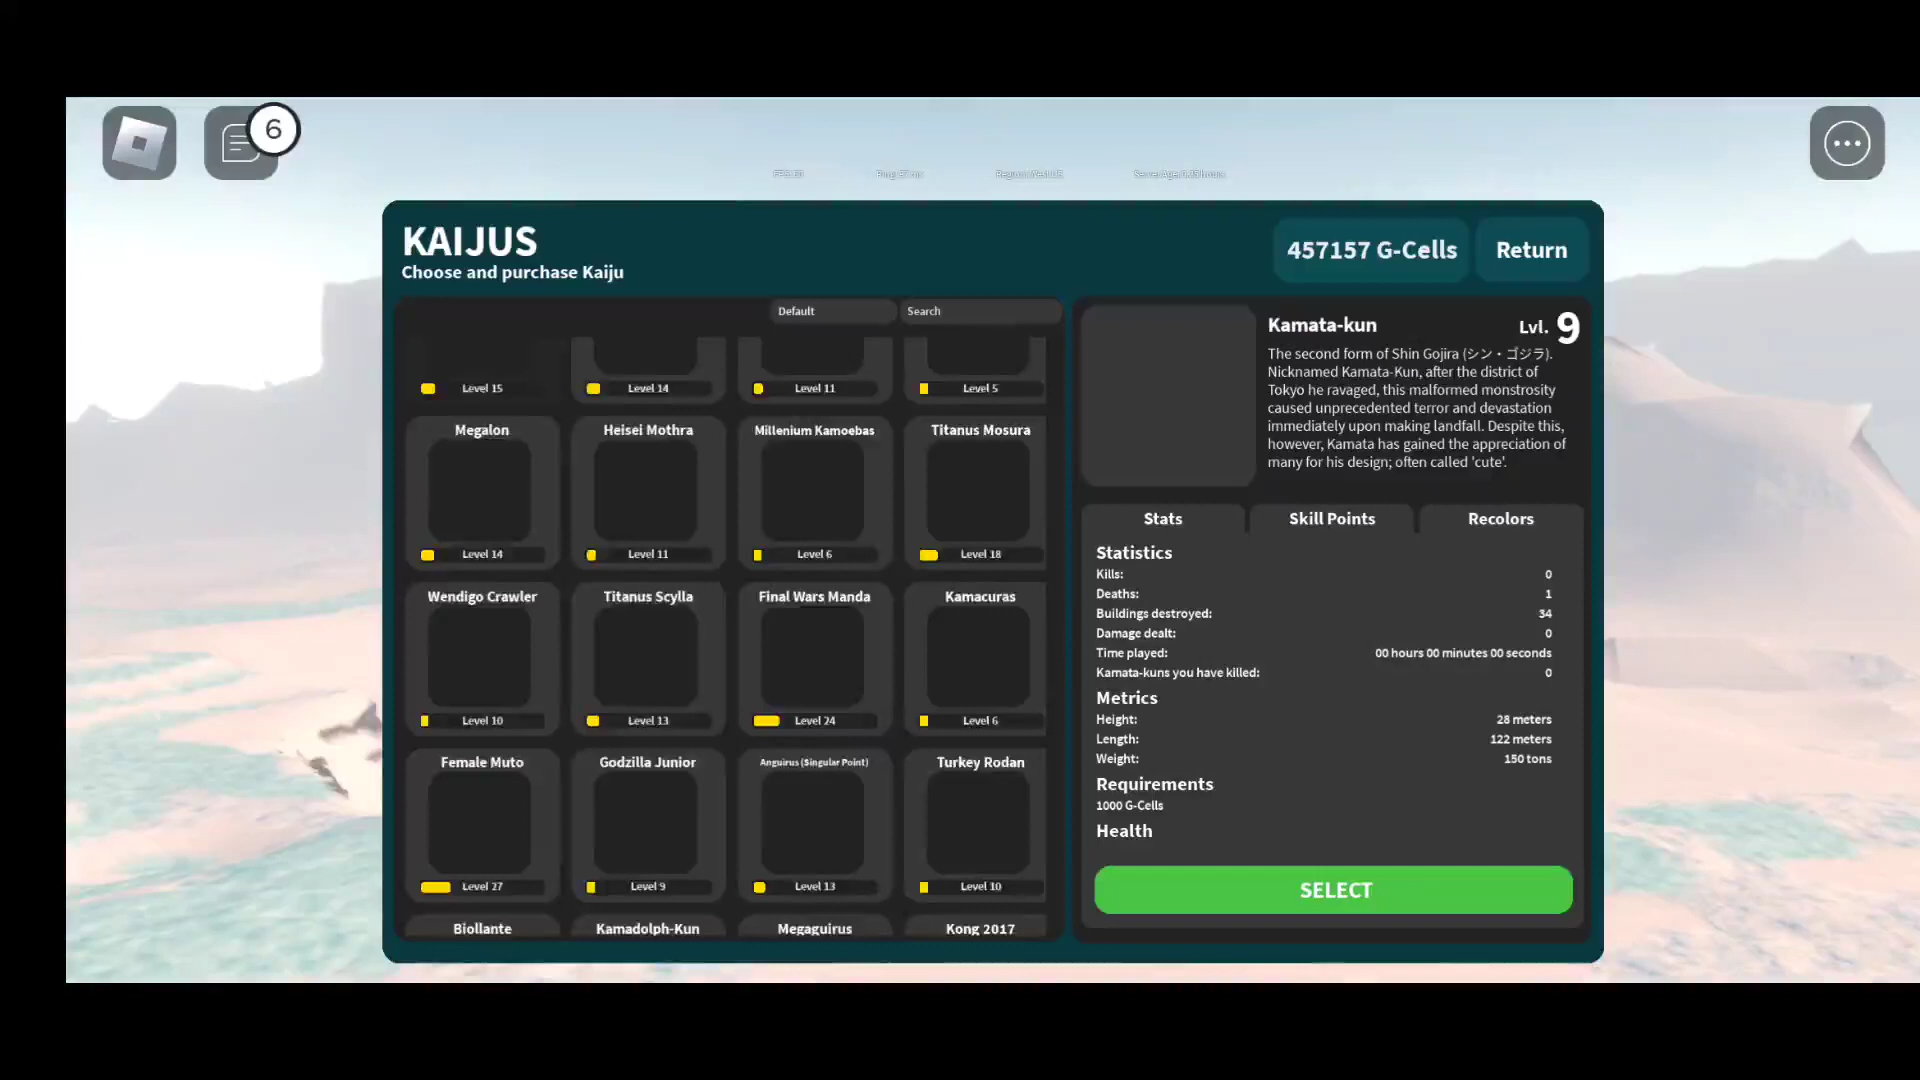 6
KAIJUS
Choose and purchase Kaiju
457157 G-Cells
Return
Default
Search
Level 15
Level 14
Level 11
Level 5
Megalon
Heisei Mothra
Millenium Kamoebas
Titanus Mosura
Level 14
Level 11
Level 6
Level 18
Wendigo Crawler
Titanus Scylla
Final Wars Manda
Kamacuras
Level 10
Level 13
Level 24
Level 6
Female Muto
Godzilla Junior
Anguirus (Singular Point)
Turkey Rodan
Level 27
Level 9
Level 13
Level 10
Biollante
Kamadolph-Kun
Megaguirus
Kong 2017
Kamata-kun
Lvl. 9
The second form of Shin Gojira (シン・ゴジラ).
Nicknamed Kamata-Kun, after the district of
Tokyo he ravaged, this malformed monstrosity
caused unprecedented terror and devastation
immediately upon making landfall. Despite this,
however, Kamata has gained the appreciation of
many for his design; often called 'cute'.
Stats
Skill Points
Recolors
Statistics
Kills: 0
Deaths: 1
Buildings destroyed: 34
Damage dealt: 0
Time played: 00 hours 00 minutes 00 seconds
Kamata-kuns you have killed: 0
Metrics
Height: 28 meters
Length: 122 meters
Weight: 150 tons
Requirements
1000 G-Cells
Health
SELECT